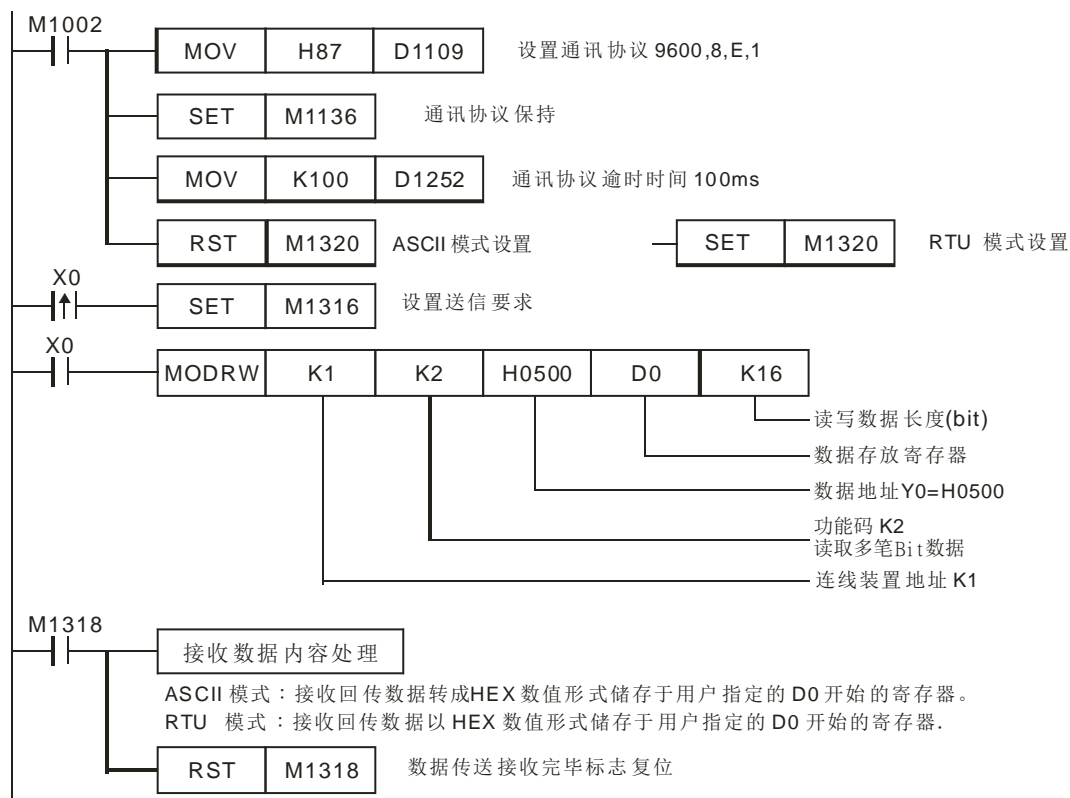 M1002
MOV H87 D1109 设置通讯协议 9600,8,E,1
SET M1136 通讯协议保持
MOV K100 D1252 通讯协议逾时时间 100ms
RST M1320 ASCII 模式设置 SET M1320 RTU 模式设置
X0
SET M1316 设置送信要求
X0
MODRW K1 K2 H0500 D0 K16
读写数据长度(bit)
数据存放寄存器
数据地址Y0=H0500
功能码 K2
读取多笔Bit数据
连线装置地址 K1
M1318
接收数据内容处理
ASCII 模式：接收回传数据转成HEX 数值形式储存于用户指定的 D0 开始的寄存器。
RTU 模式：接收回传数据以 HEX 数值形式储存于用户指定的 D0 开始的寄存器.
RST M1318 数据传送接收完毕标志复位